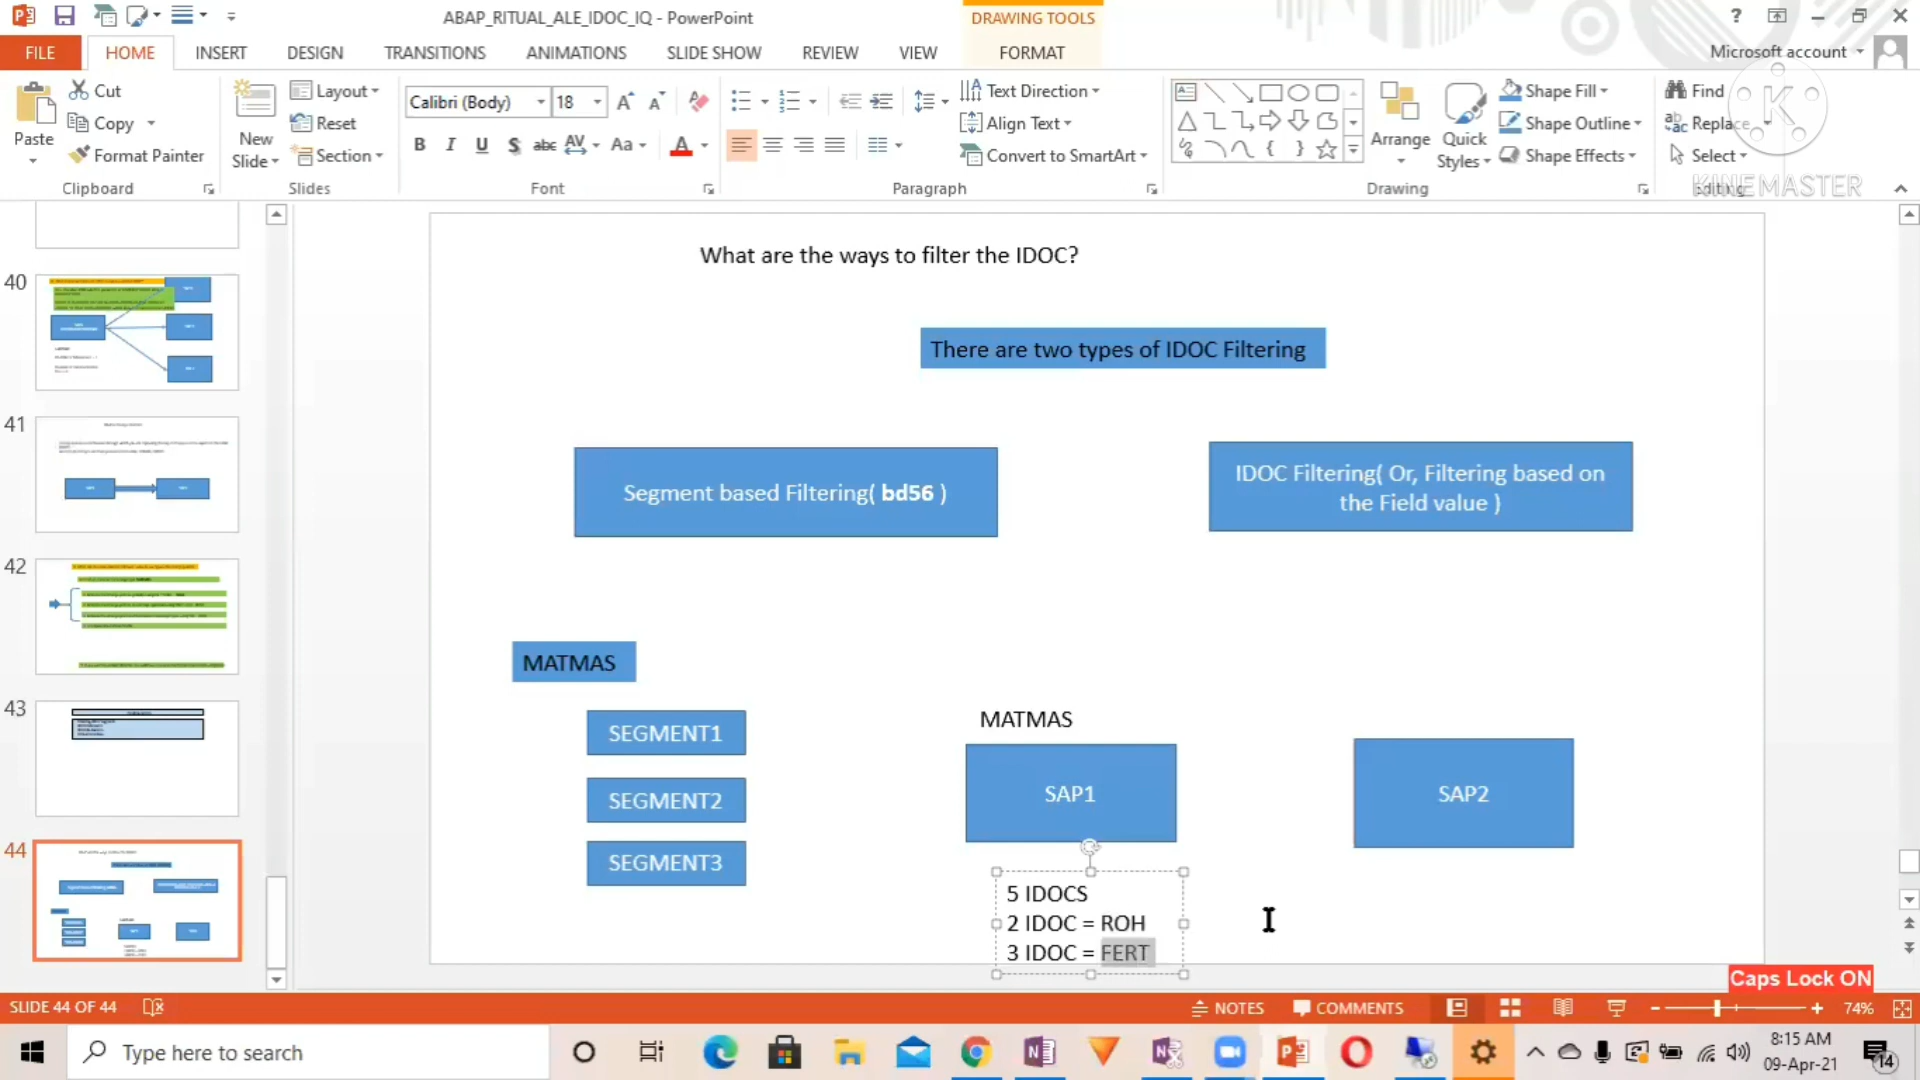 ABAP_RITUAL_ALE_IDOC_IQ - PowerPoint
DRAWING TOOLS
FILE
HOME
INSERT
DESIGN
TRANSITIONS
ANIMATIONS
SLIDE SHOW
REVIEW
VIEW
FORMAT
Microsoft account
Paste
Cut
Copy
Format Painter
Clipboard
New Slide
Layout
Reset
Section
Slides
Calibri (Body)
18
Font
Text Direction
Align Text
Convert to SmartArt
Paragraph
Arrange
Quick Styles
Shape Fill
Shape Outline
Shape Effects
Drawing
Find
Replace
Select
Editing
KINEMASTER
40
41
42
43
44
What are the ways to filter the IDOC?
There are two types of IDOC Filtering
Segment based Filtering( bd56 )
IDOC Filtering( Or, Filtering based on
the Field value )
MATMAS
SEGMENT1
SEGMENT2
SEGMENT3
MATMAS
SAP1
SAP2
5 IDOCS
2 IDOC = ROH
3 IDOC = FERT
Caps Lock ON
SLIDE 44 OF 44
NOTES
COMMENTS
74%
Type here to search
8:15 AM
09-Apr-21
14